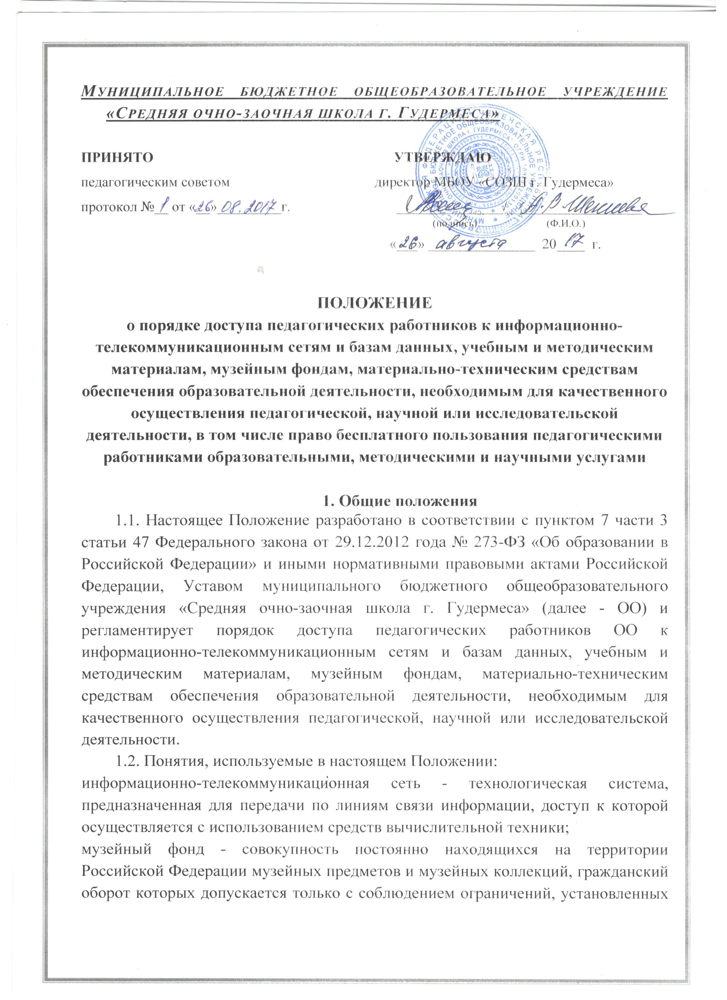 МУНИЦИПАЛЬНОЕ БЮДЖЕТНОЕ ОБЩЕОБРАЗОВАТЕЛЬНОЕ УЧРЕЖДЕНИЕ
«СРЕДНЯЯ ОЧНО-ЗАОЧНАЯ ШКОЛА Г. ГУДЕРМЕСА»
ПРИНЯТО
педагогическим советом
протокол № 1 от «26» 08.2017 г.
УТВЕРЖДАЮ
директор МБОУ «СОЗШ г. Гудермеса»
(подпись) (Ф.И.О.)
«26» августа 2017 г.
ПОЛОЖЕНИЕ
о порядке доступа педагогических работников к информационно-
телекоммуникационным сетям и базам данных, учебным и методическим
материалам, музейным фондам, материально-техническим средствам
обеспечения образовательной деятельности, необходимым для качественного
осуществления педагогической, научной или исследовательской
деятельности, в том числе право бесплатного пользования педагогическими
работниками образовательными, методическими и научными услугами
1. Общие положения
1.1. Настоящее Положение разработано в соответствии с пунктом 7 части 3
статьи 47 Федерального закона от 29.12.2012 года № 273-ФЗ «Об образовании в
Российской Федерации» и иными нормативными правовыми актами Российской
Федерации, Уставом муниципального бюджетного общеобразовательного
учреждения «Средняя очно-заочная школа г. Гудермеса» (далее - ОО) и
регламентирует порядок доступа педагогических работников ОО к
информационно-телекоммуникационным сетям и базам данных, учебным и
методическим материалам, музейным фондам, материально-техническим
средствам обеспечения образовательной деятельности, необходимым для
качественного осуществления педагогической, научной или исследовательской
деятельности.
1.2. Понятия, используемые в настоящем Положении:
информационно-телекоммуникационная сеть - технологическая система,
предназначенная для передачи по линиям связи информации, доступ к которой
осуществляется с использованием средств вычислительной техники;
музейный фонд - совокупность постоянно находящихся на территории
Российской Федерации музейных предметов и музейных коллекций, гражданский
оборот которых допускается только с соблюдением ограничений, установленных